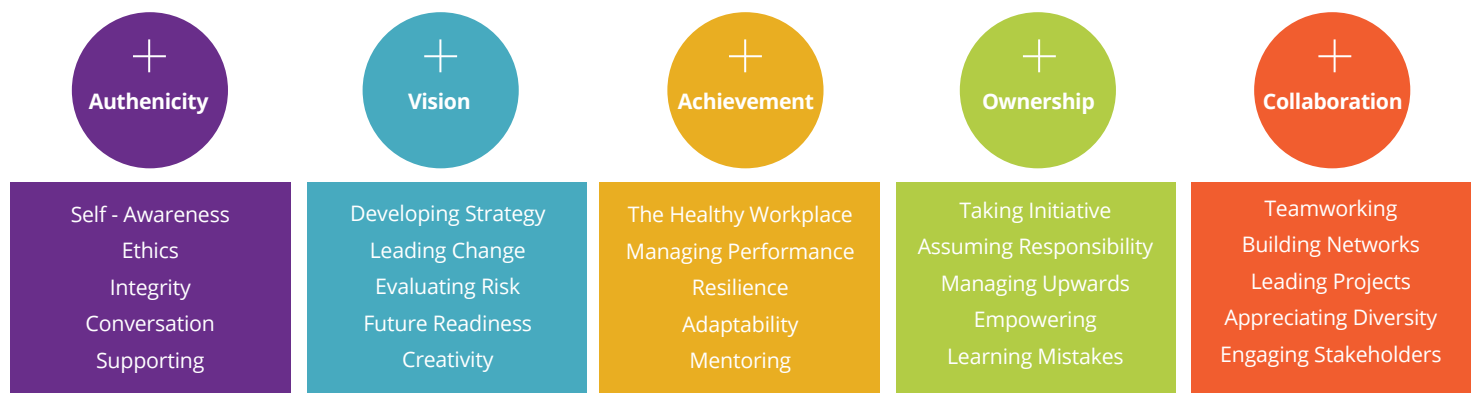 Authenicity
Self - Awareness
Ethics
Integrity
Conversation
Supporting
Vision
Developing Strategy
Leading Change
Evaluating Risk
Future Readiness
Creativity
Achievement
The Healthy Workplace
Managing Performance
Resilience
Adaptability
Mentoring
Ownership
Taking Initiative
Assuming Responsibility
Managing Upwards
Empowering
Learning Mistakes
Collaboration
Teamworking
Building Networks
Leading Projects
Appreciating Diversity
Engaging Stakeholders